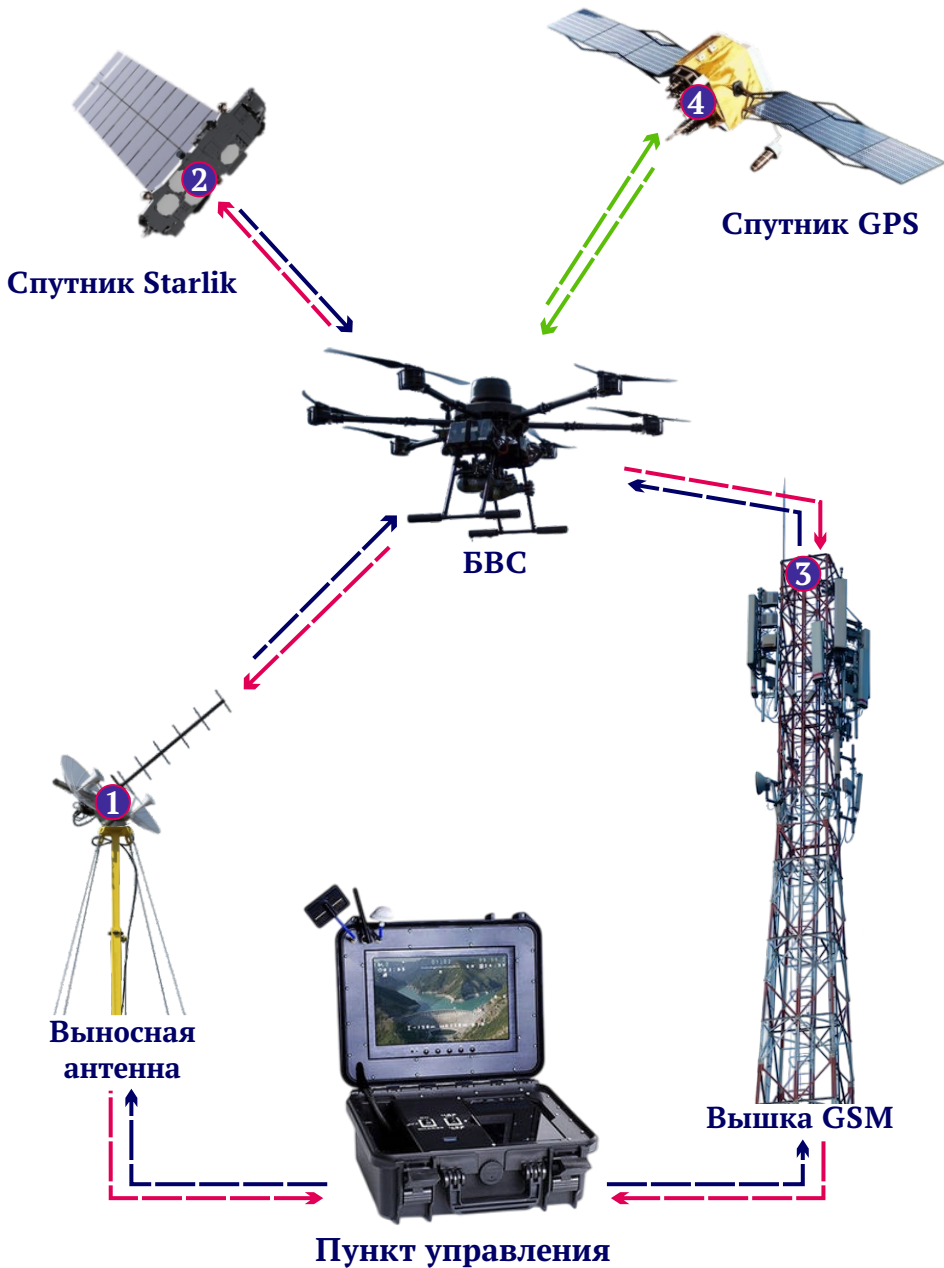 4
2
Спутник GPS
Спутник Starlik
БВС
3
1
Выносная
антенна
Вышка GSM
Пункт управления